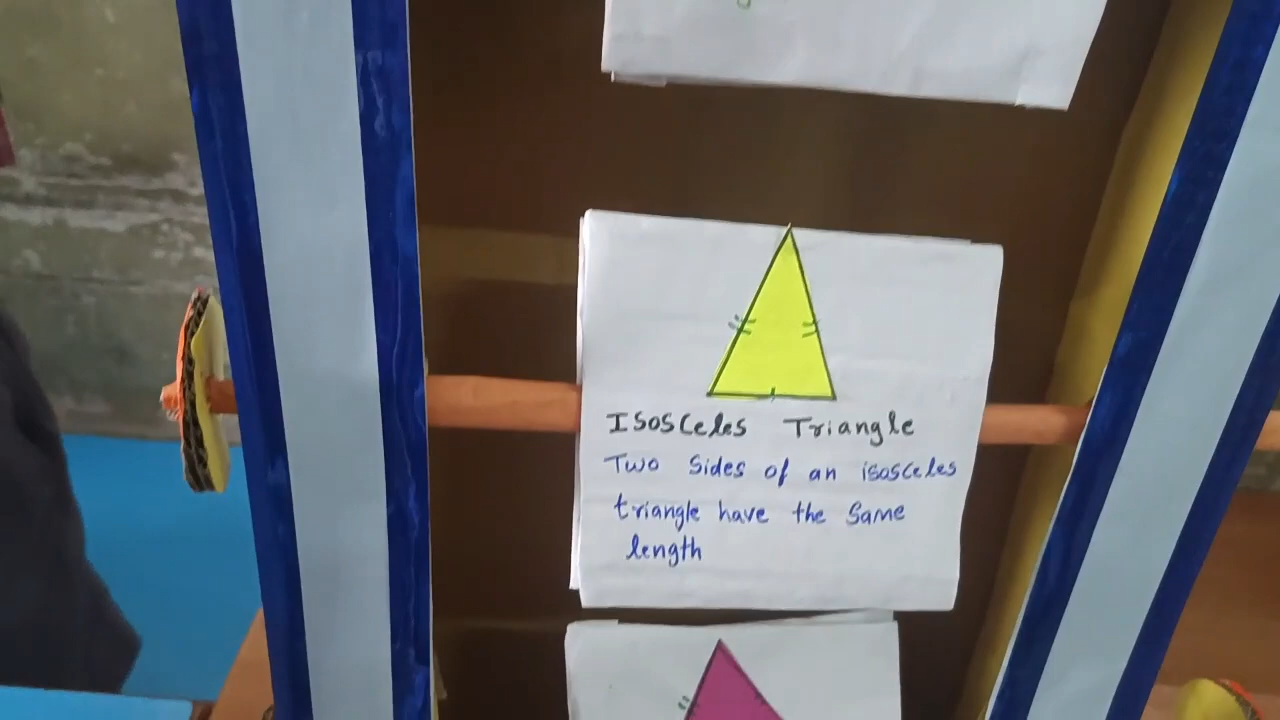 Isosceles Triangle
Two sides of an isosceles
triangle have the same
length